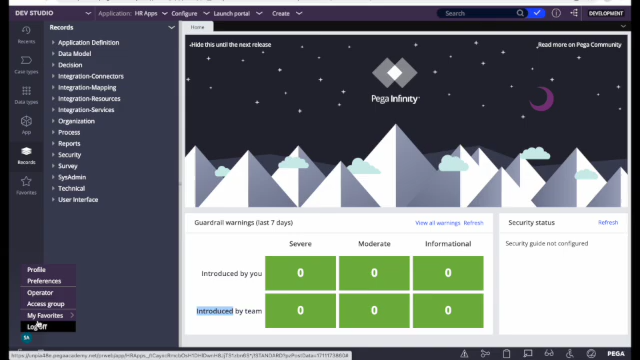 DEV STUDIO
Application: HR Apps
Configure
Launch portal
Create
Search
DEVELOPMENT
Recents
Case types
Data types
App
Records
Favorites
Records
Application Definition
Data Model
Decision
Integration-Connectors
Integration-Mapping
Integration-Resources
Integration-Services
Organization
Process
Reports
Security
Survey
SysAdmin
Technical
User Interface
Home
Hide this until the next release
Read more on Pega Community
Pega Infinity
Guardrail warnings (last 7 days)
View all warnings
Refresh
Severe
Moderate
Informational
Introduced by you
0
0
0
Introduced by team
0
0
0
Security status
Refresh
Security guide not configured
Profile
Preferences
Operator
Access group
My Favorites
Log off
SA
PEGA